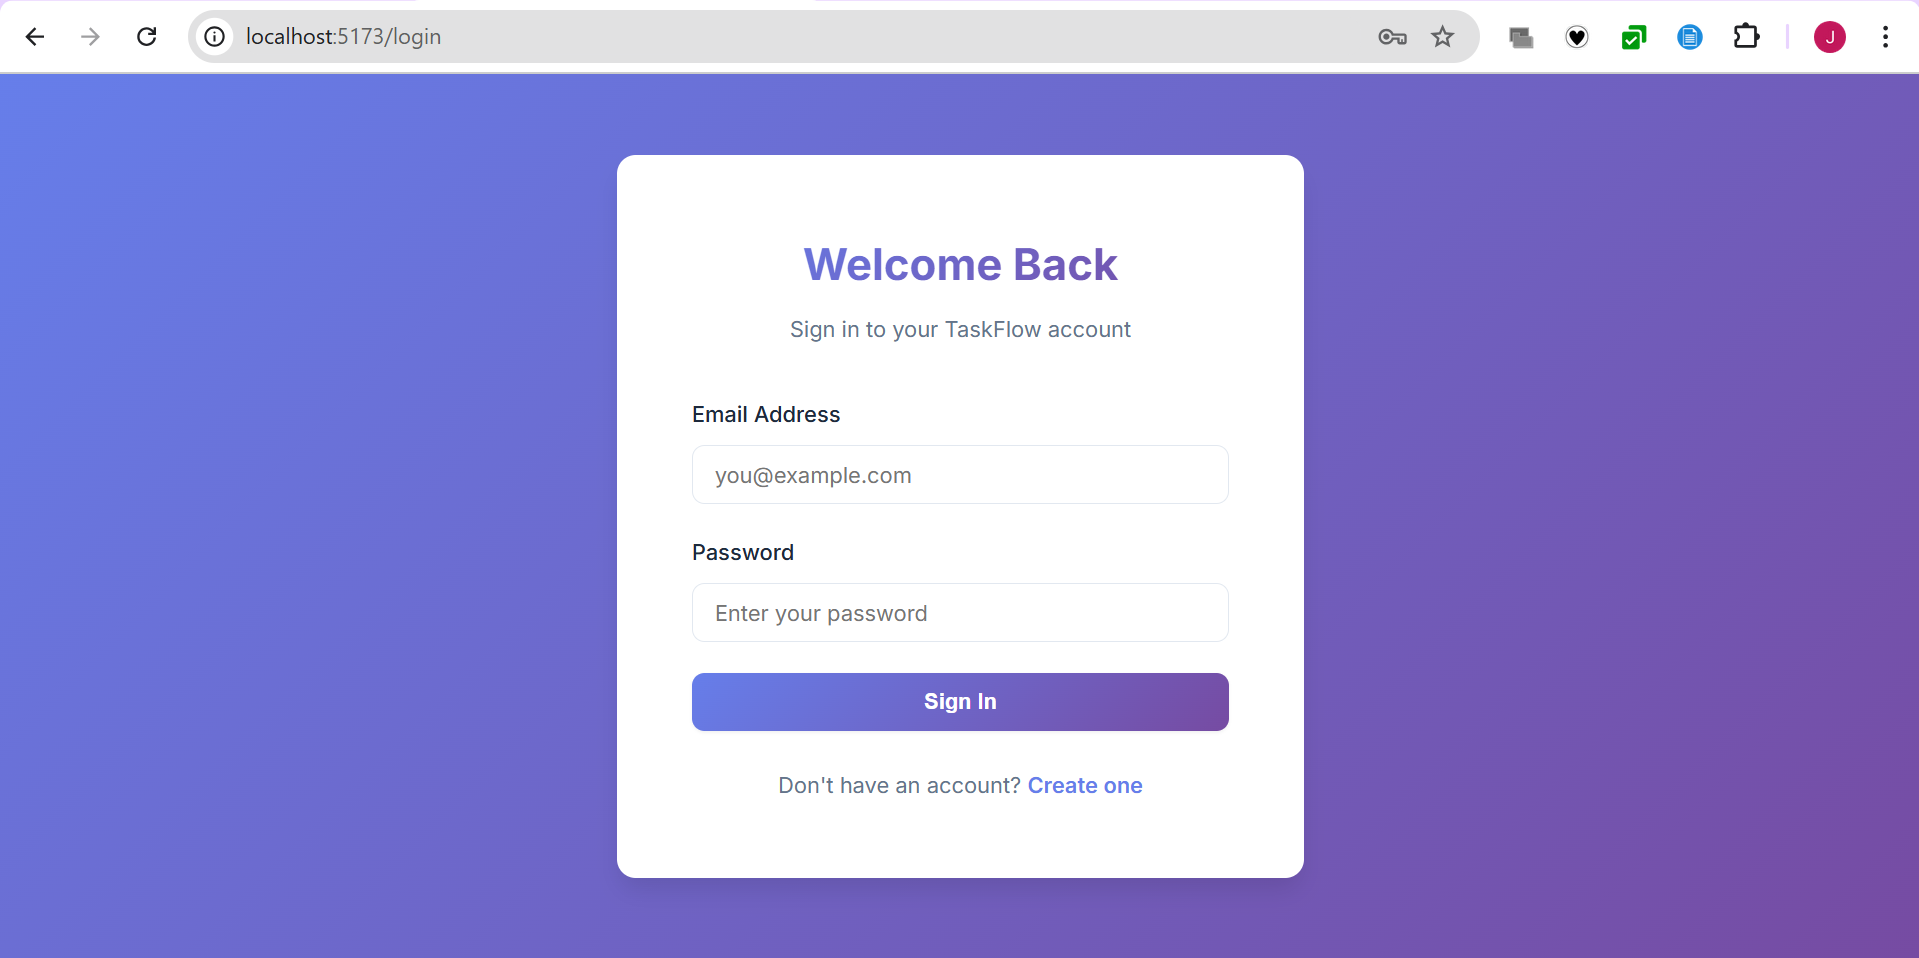 localhost:5173/login
J
Welcome Back
Sign in to your TaskFlow account
Email Address
you@example.com
Password
Enter your password
Sign In
Don't have an account? Create one